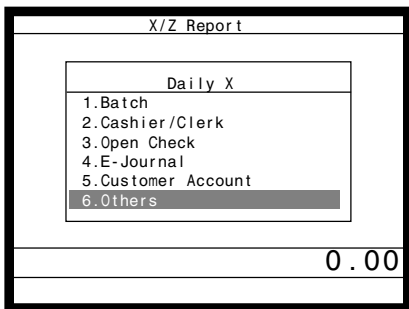 X/Z Report
Daily X
1.Batch
2.Cashier/Clerk
3.Open Check
4.E-Journal
5.Customer Account
6.Others
0.00